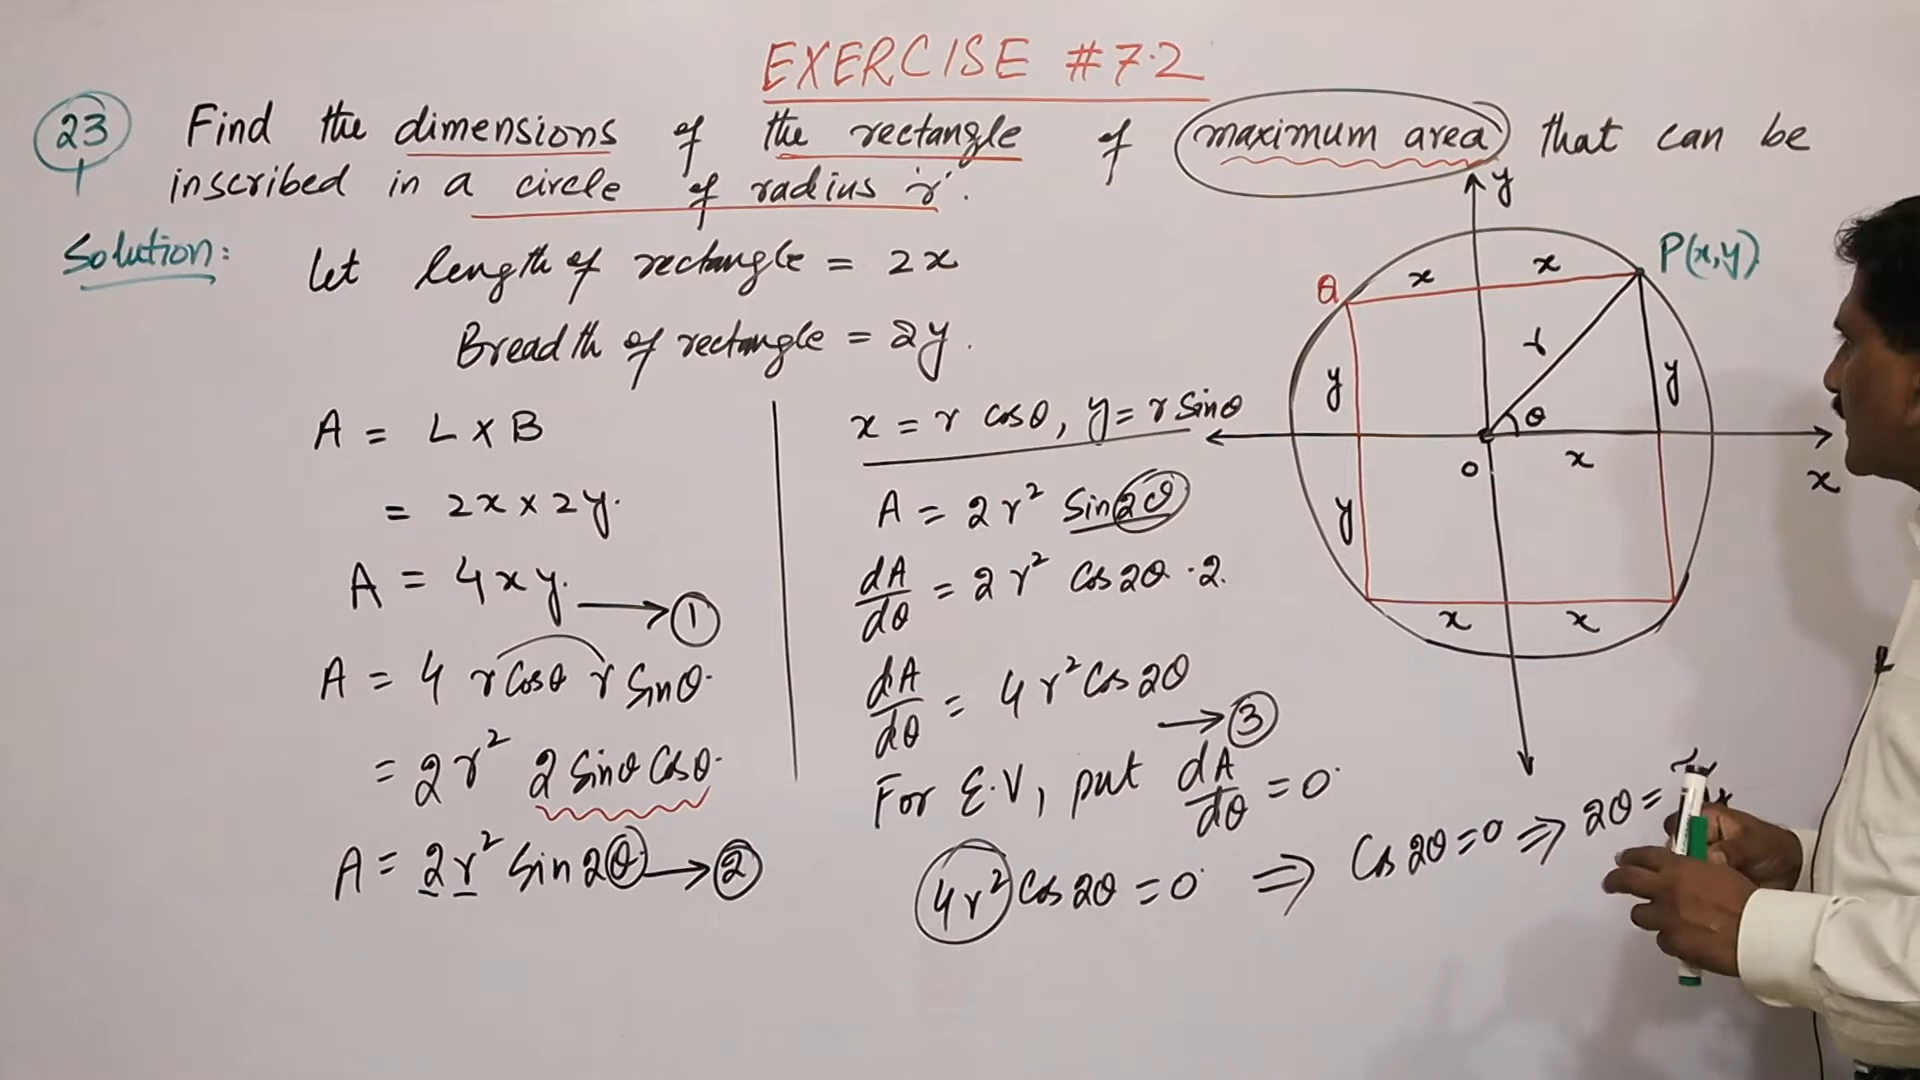 EXERCISE #7.2
23 Find the dimensions of the rectangle of maximum area that can be
inscribed in a circle of radius 'r'.
Solution: Let length of rectangle = 2x
Breadth of rectangle = 2y.
A = L × B
= 2x × 2y.
A = 4xy. → ①
A = 4 r cosθ r Sinθ.
= 2r² 2 Sinθ Cosθ.
A = 2r² Sin2θ → ②
x = r cosθ, y = r Sinθ
A = 2r² Sin2θ
dA/dθ = 2r² Cos2θ · 2.
dA/dθ = 4r² Cos2θ
→ ③
For E.V, put dA/dθ = 0.
4r² Cos2θ = 0 ⇒ Cos2θ = 0 ⇒ 2θ =
y
P(x,y)
Q
x
x
r
y
y
θ
o
x
x
y
x
x